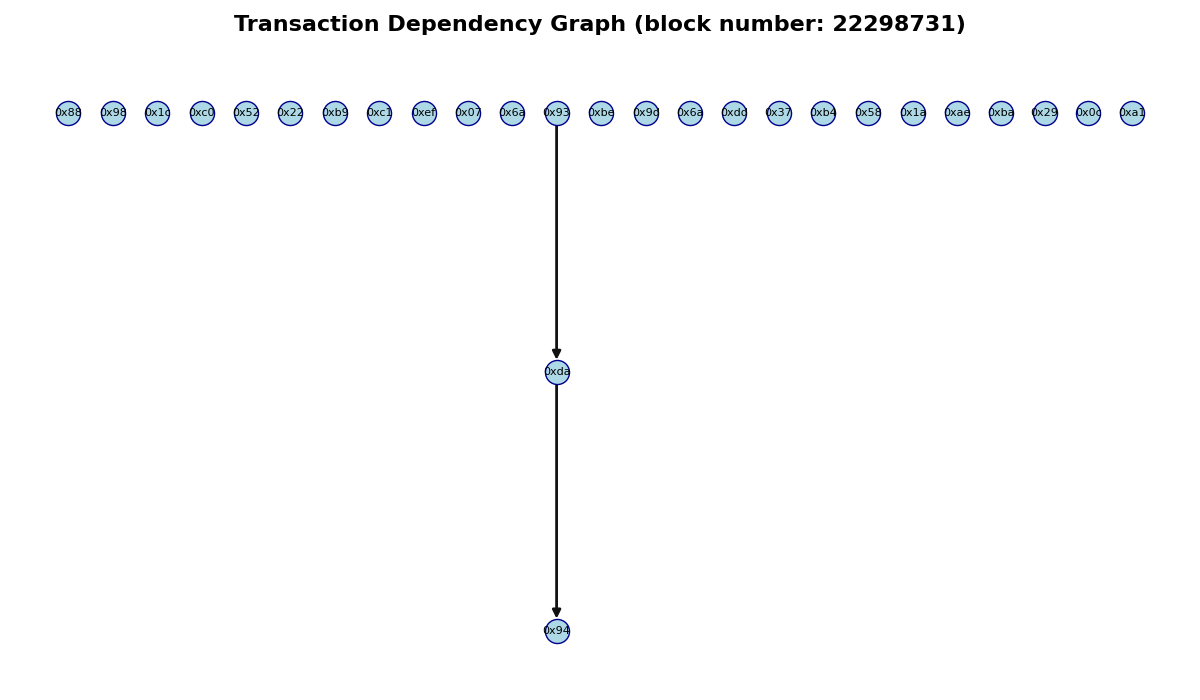 Transaction Dependency Graph (block number: 22298731)
0x88 0x98 0x1c 0xc0 0x52 0x22 0xb9 0xc1 0xef 0x07 0x6a 0x93 0xbe 0x9d 0x6a 0xdd 0x37 0xb4 0x58 0x1a 0xae 0xba 0x29 0x0c 0xa1
0xda
0x94